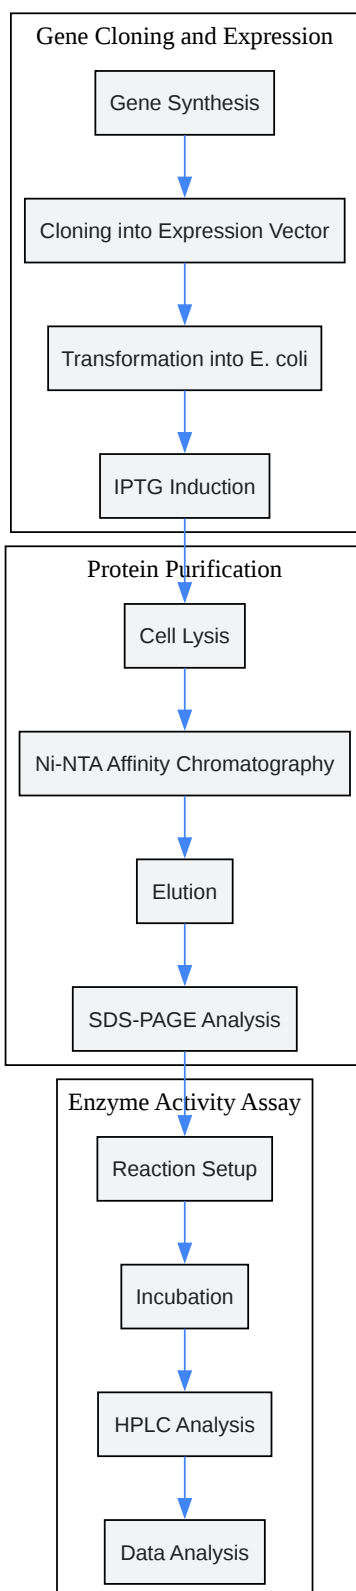 Gene Cloning and Expression
Gene Synthesis
Cloning into Expression Vector
Transformation into E. coli
IPTG Induction
Protein Purification
Cell Lysis
Ni-NTA Affinity Chromatography
Elution
SDS-PAGE Analysis
Enzyme Activity Assay
Reaction Setup
Incubation
HPLC Analysis
Data Analysis